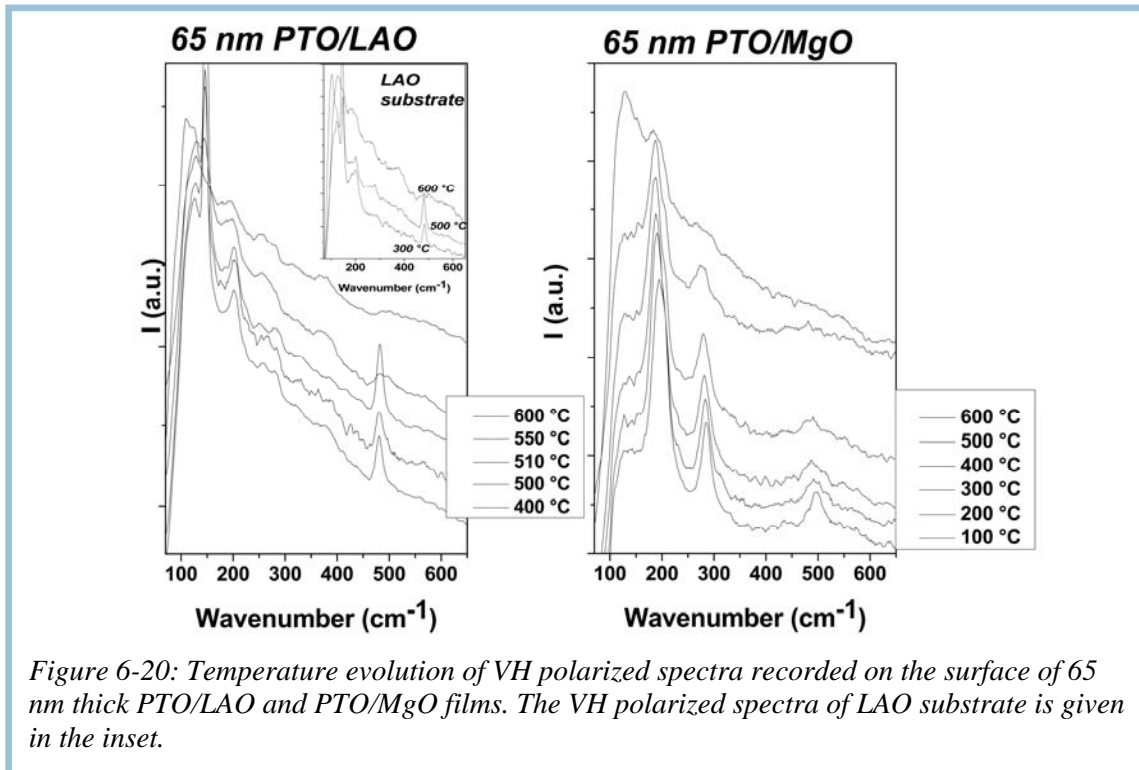 65 nm PTO/LAO
65 nm PTO/MgO
LAO
substrate
600 °C
500 °C
300 °C
200 400 600
Wavenumber (cm-1)
I (a.u.)
600 °C
550 °C
510 °C
500 °C
400 °C
100 200 300 400 500 600
Wavenumber (cm-1)
I (a.u.)
600 °C
500 °C
400 °C
300 °C
200 °C
100 °C
100 200 300 400 500 600
Wavenumber (cm-1)
Figure 6-20: Temperature evolution of VH polarized spectra recorded on the surface of 65
nm thick PTO/LAO and PTO/MgO films. The VH polarized spectra of LAO substrate is given
in the inset.